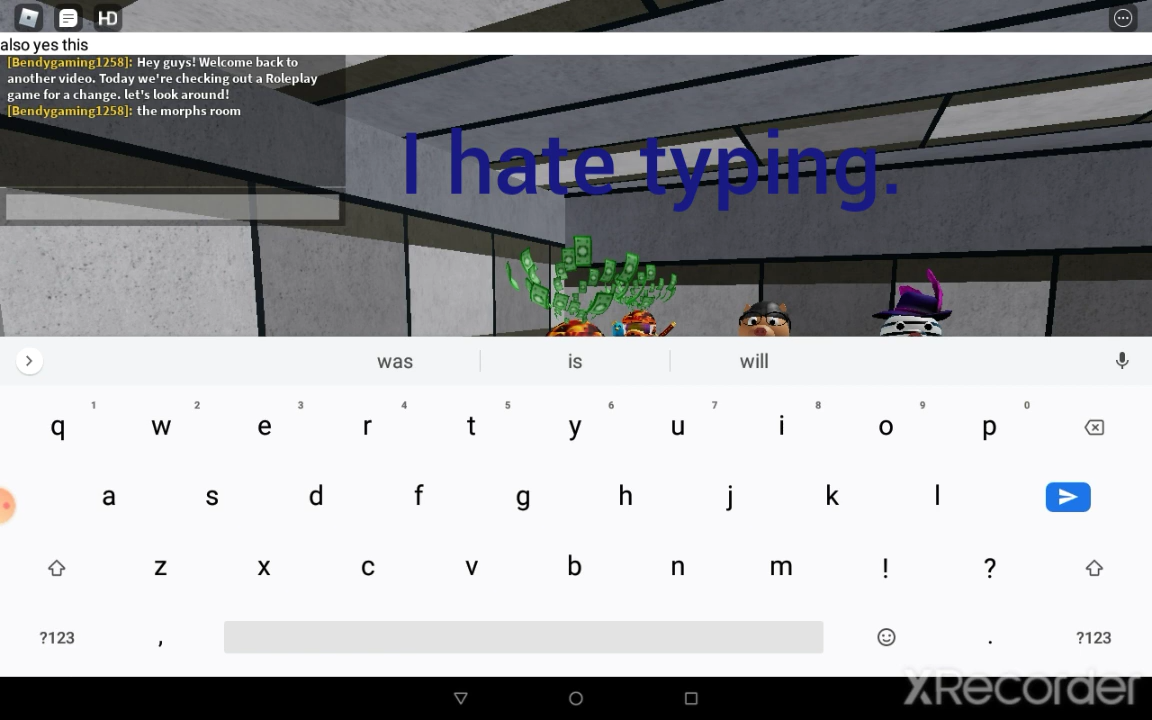 HD
also yes this
[Bendygaming1258]: Hey guys! Welcome back to
another video. Today we're checking out a Roleplay
game for a change. let's look around!
[Bendygaming1258]: the morphs room
I hate typing.
was is will
1 2 3 4 5 6 7 8 9 0
q w e r t y u i o p
a s d f g h j k l
z x c v b n m ! ?
?123 , . ?123
XRecorder